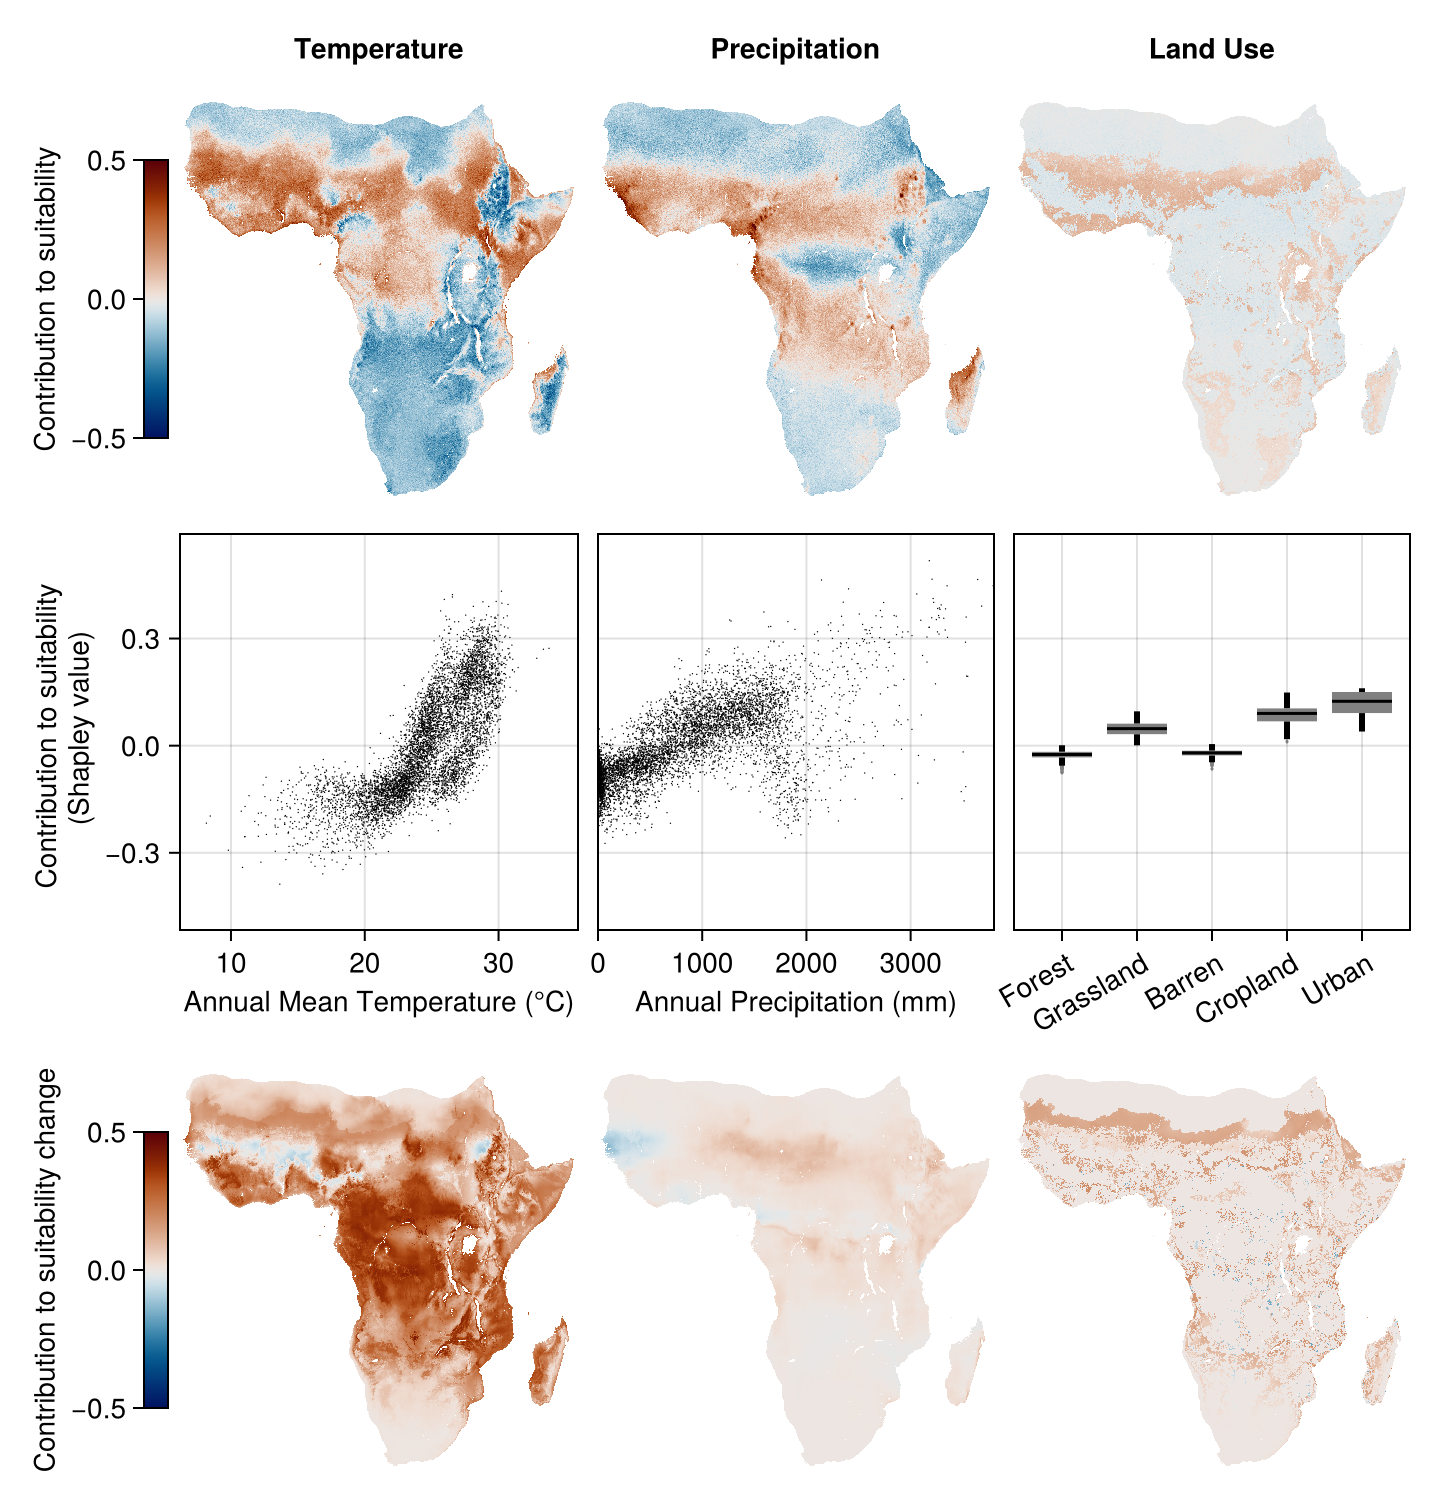 Temperature
Precipitation
Land Use
Contribution to suitability
0.5
0.0
−0.5
Contribution to suitability
(Shapley value)
0.3
0.0
−0.3
10
20
30
Annual Mean Temperature (°C)
0
1000
2000
3000
Annual Precipitation (mm)
Forest
Grassland
Barren
Cropland
Urban
Contribution to suitability change
0.5
0.0
−0.5